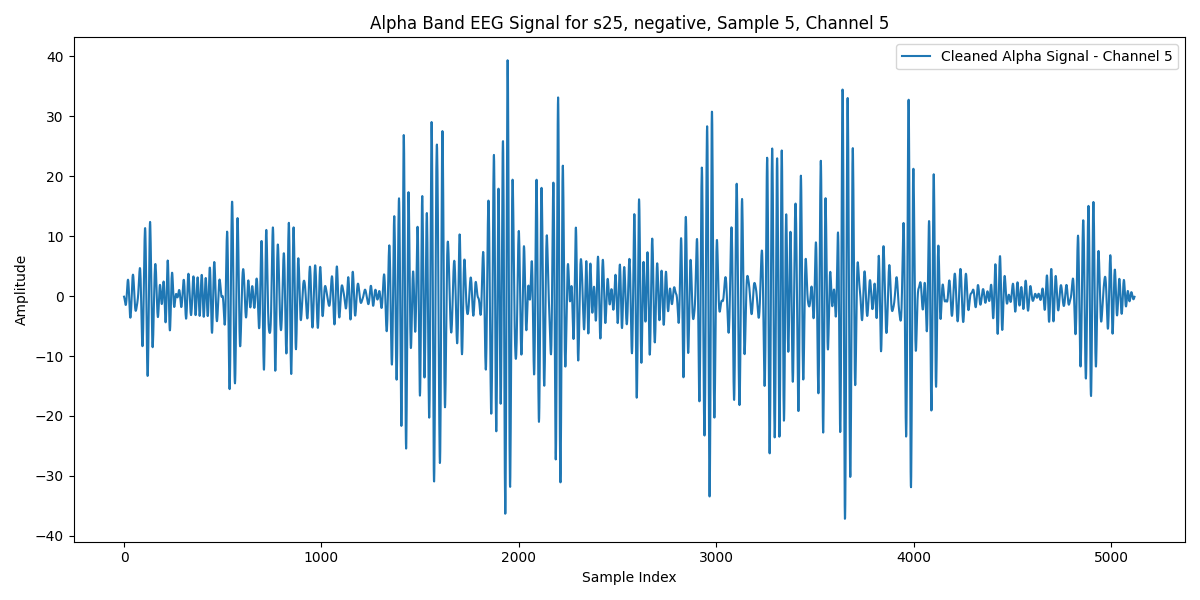 Alpha Band EEG Signal for s25, negative, Sample 5, Channel 5
Cleaned Alpha Signal - Channel 5
Amplitude
40
30
20
10
0
−10
−20
−30
−40
0 1000 2000 3000 4000 5000
Sample Index